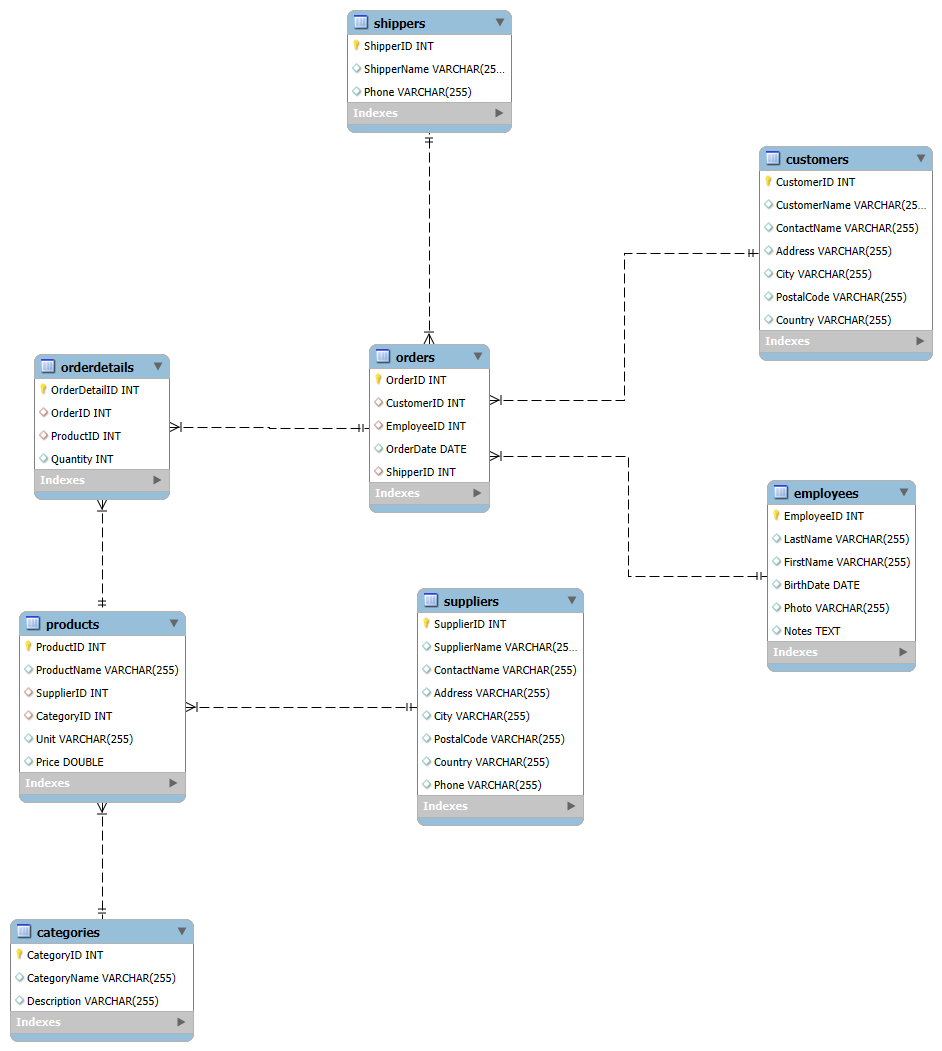 shippers
ShipperID INT
ShipperName VARCHAR(25...
Phone VARCHAR(255)
Indexes
customers
CustomerID INT
CustomerName VARCHAR(25...
ContactName VARCHAR(255)
Address VARCHAR(255)
City VARCHAR(255)
PostalCode VARCHAR(255)
Country VARCHAR(255)
Indexes
orderdetails
OrderDetailID INT
OrderID INT
ProductID INT
Quantity INT
Indexes
orders
OrderID INT
CustomerID INT
EmployeeID INT
OrderDate DATE
ShipperID INT
Indexes
employees
EmployeeID INT
LastName VARCHAR(255)
FirstName VARCHAR(255)
BirthDate DATE
Photo VARCHAR(255)
Notes TEXT
Indexes
products
ProductID INT
ProductName VARCHAR(255)
SupplierID INT
CategoryID INT
Unit VARCHAR(255)
Price DOUBLE
Indexes
suppliers
SupplierID INT
SupplierName VARCHAR(25...
ContactName VARCHAR(255)
Address VARCHAR(255)
City VARCHAR(255)
PostalCode VARCHAR(255)
Country VARCHAR(255)
Phone VARCHAR(255)
Indexes
categories
CategoryID INT
CategoryName VARCHAR(255)
Description VARCHAR(255)
Indexes